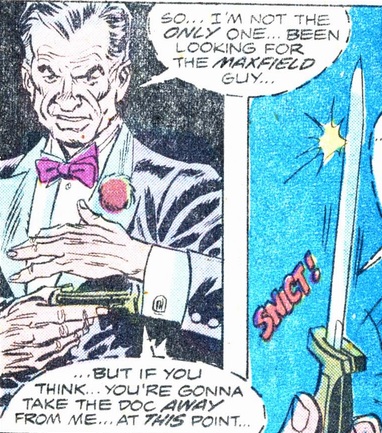 SO... I'M NOT THE
ONLY ONE... BEEN
LOOKING FOR
THE MAXFIELD
GUY...
...BUT IF YOU
THINK... YOU'RE GONNA
TAKE THE DOC AWAY
FROM ME... AT THIS POINT...
SNICT!